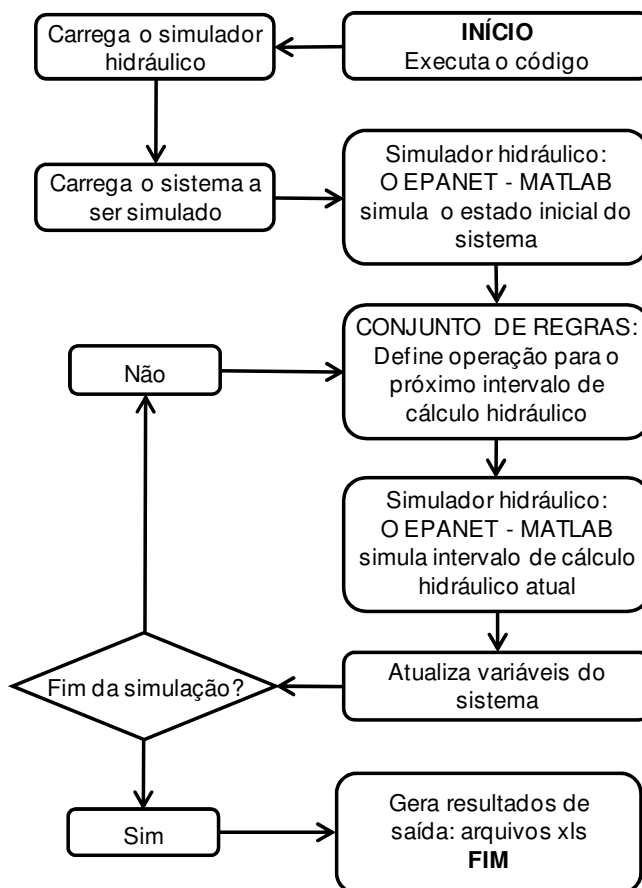 INÍCIO
Executa o código
Carrega o simulador
hidráulico
Carrega o sistema a
ser simulado
Simulador hidráulico:
O EPANET - MATLAB
simula o estado inicial do
sistema
CONJUNTO DE REGRAS:
Define operação para o
próximo intervalo de
cálculo hidráulico
Não
Simulador hidráulico:
O EPANET - MATLAB
simula intervalo de cálculo
hidráulico atual
Atualiza variáveis do
sistema
Fim da simulação?
Sim
Gera resultados de
saída: arquivos xls
FIM